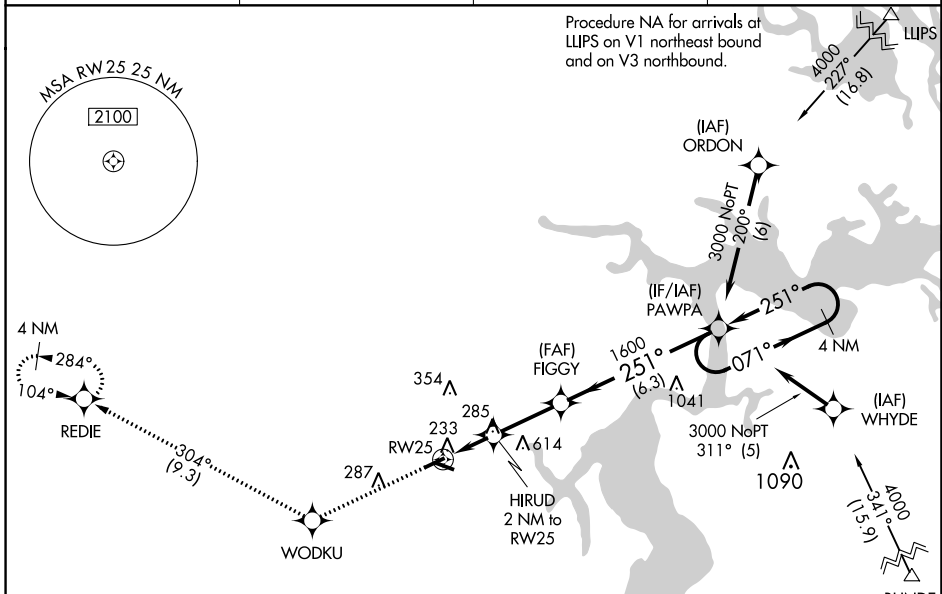 Procedure NA for arrivals at
LLIPS on V1 northeast bound
and on V3 northbound.
LLIPS
4000
227°
(16.8)
MSA RW25 25 NM
2100
(IAF)
ORDON
3000 NoPT
200°
(6)
(IF/IAF)
PAWPA
251°
071°
4 NM
1600
251°
(6.3)
(FAF)
FIGGY
1041
(IAF)
WHYDE
3000 NoPT
311° (5)
1090
4000
341°
(15.9)
354
285
233
614
RW25
287
HIRUD
2 NM to
RW25
4 NM
284°
104°
REDIE
304°
(9.3)
WODKU